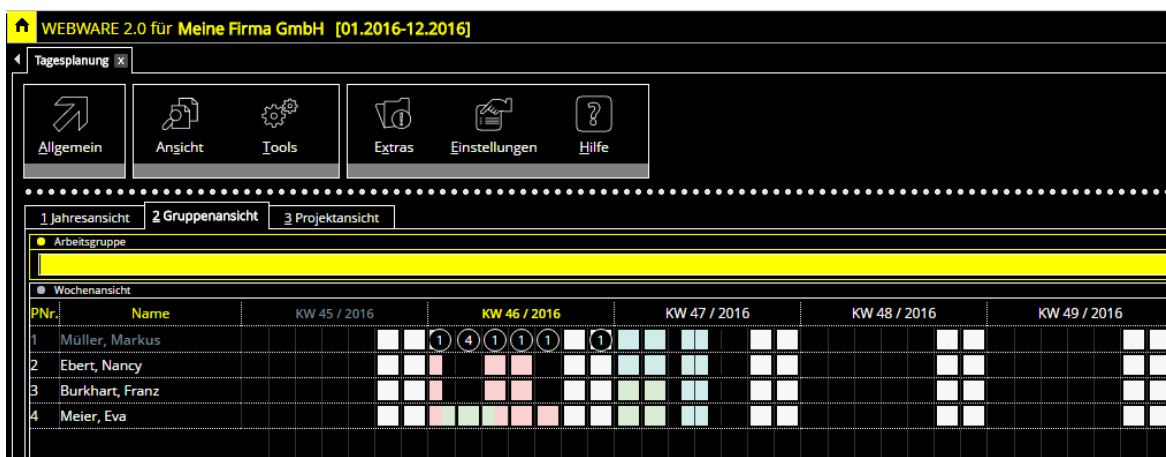 WEBWARE 2.0 für Meine Firma GmbH [01.2016-12.2016]
Tagesplanung x
Allgemein Ansicht Tools Extras Einstellungen Hilfe
1 Jahresansicht 2 Gruppenansicht 3 Projektansicht
Arbeitsgruppe
Wochenansicht
PNr. Name KW 45 / 2016 KW 46 / 2016 KW 47 / 2016 KW 48 / 2016 KW 49 / 2016
1 Müller, Markus 1 4 1 1 1 1
2 Ebert, Nancy
3 Burkhart, Franz
4 Meier, Eva